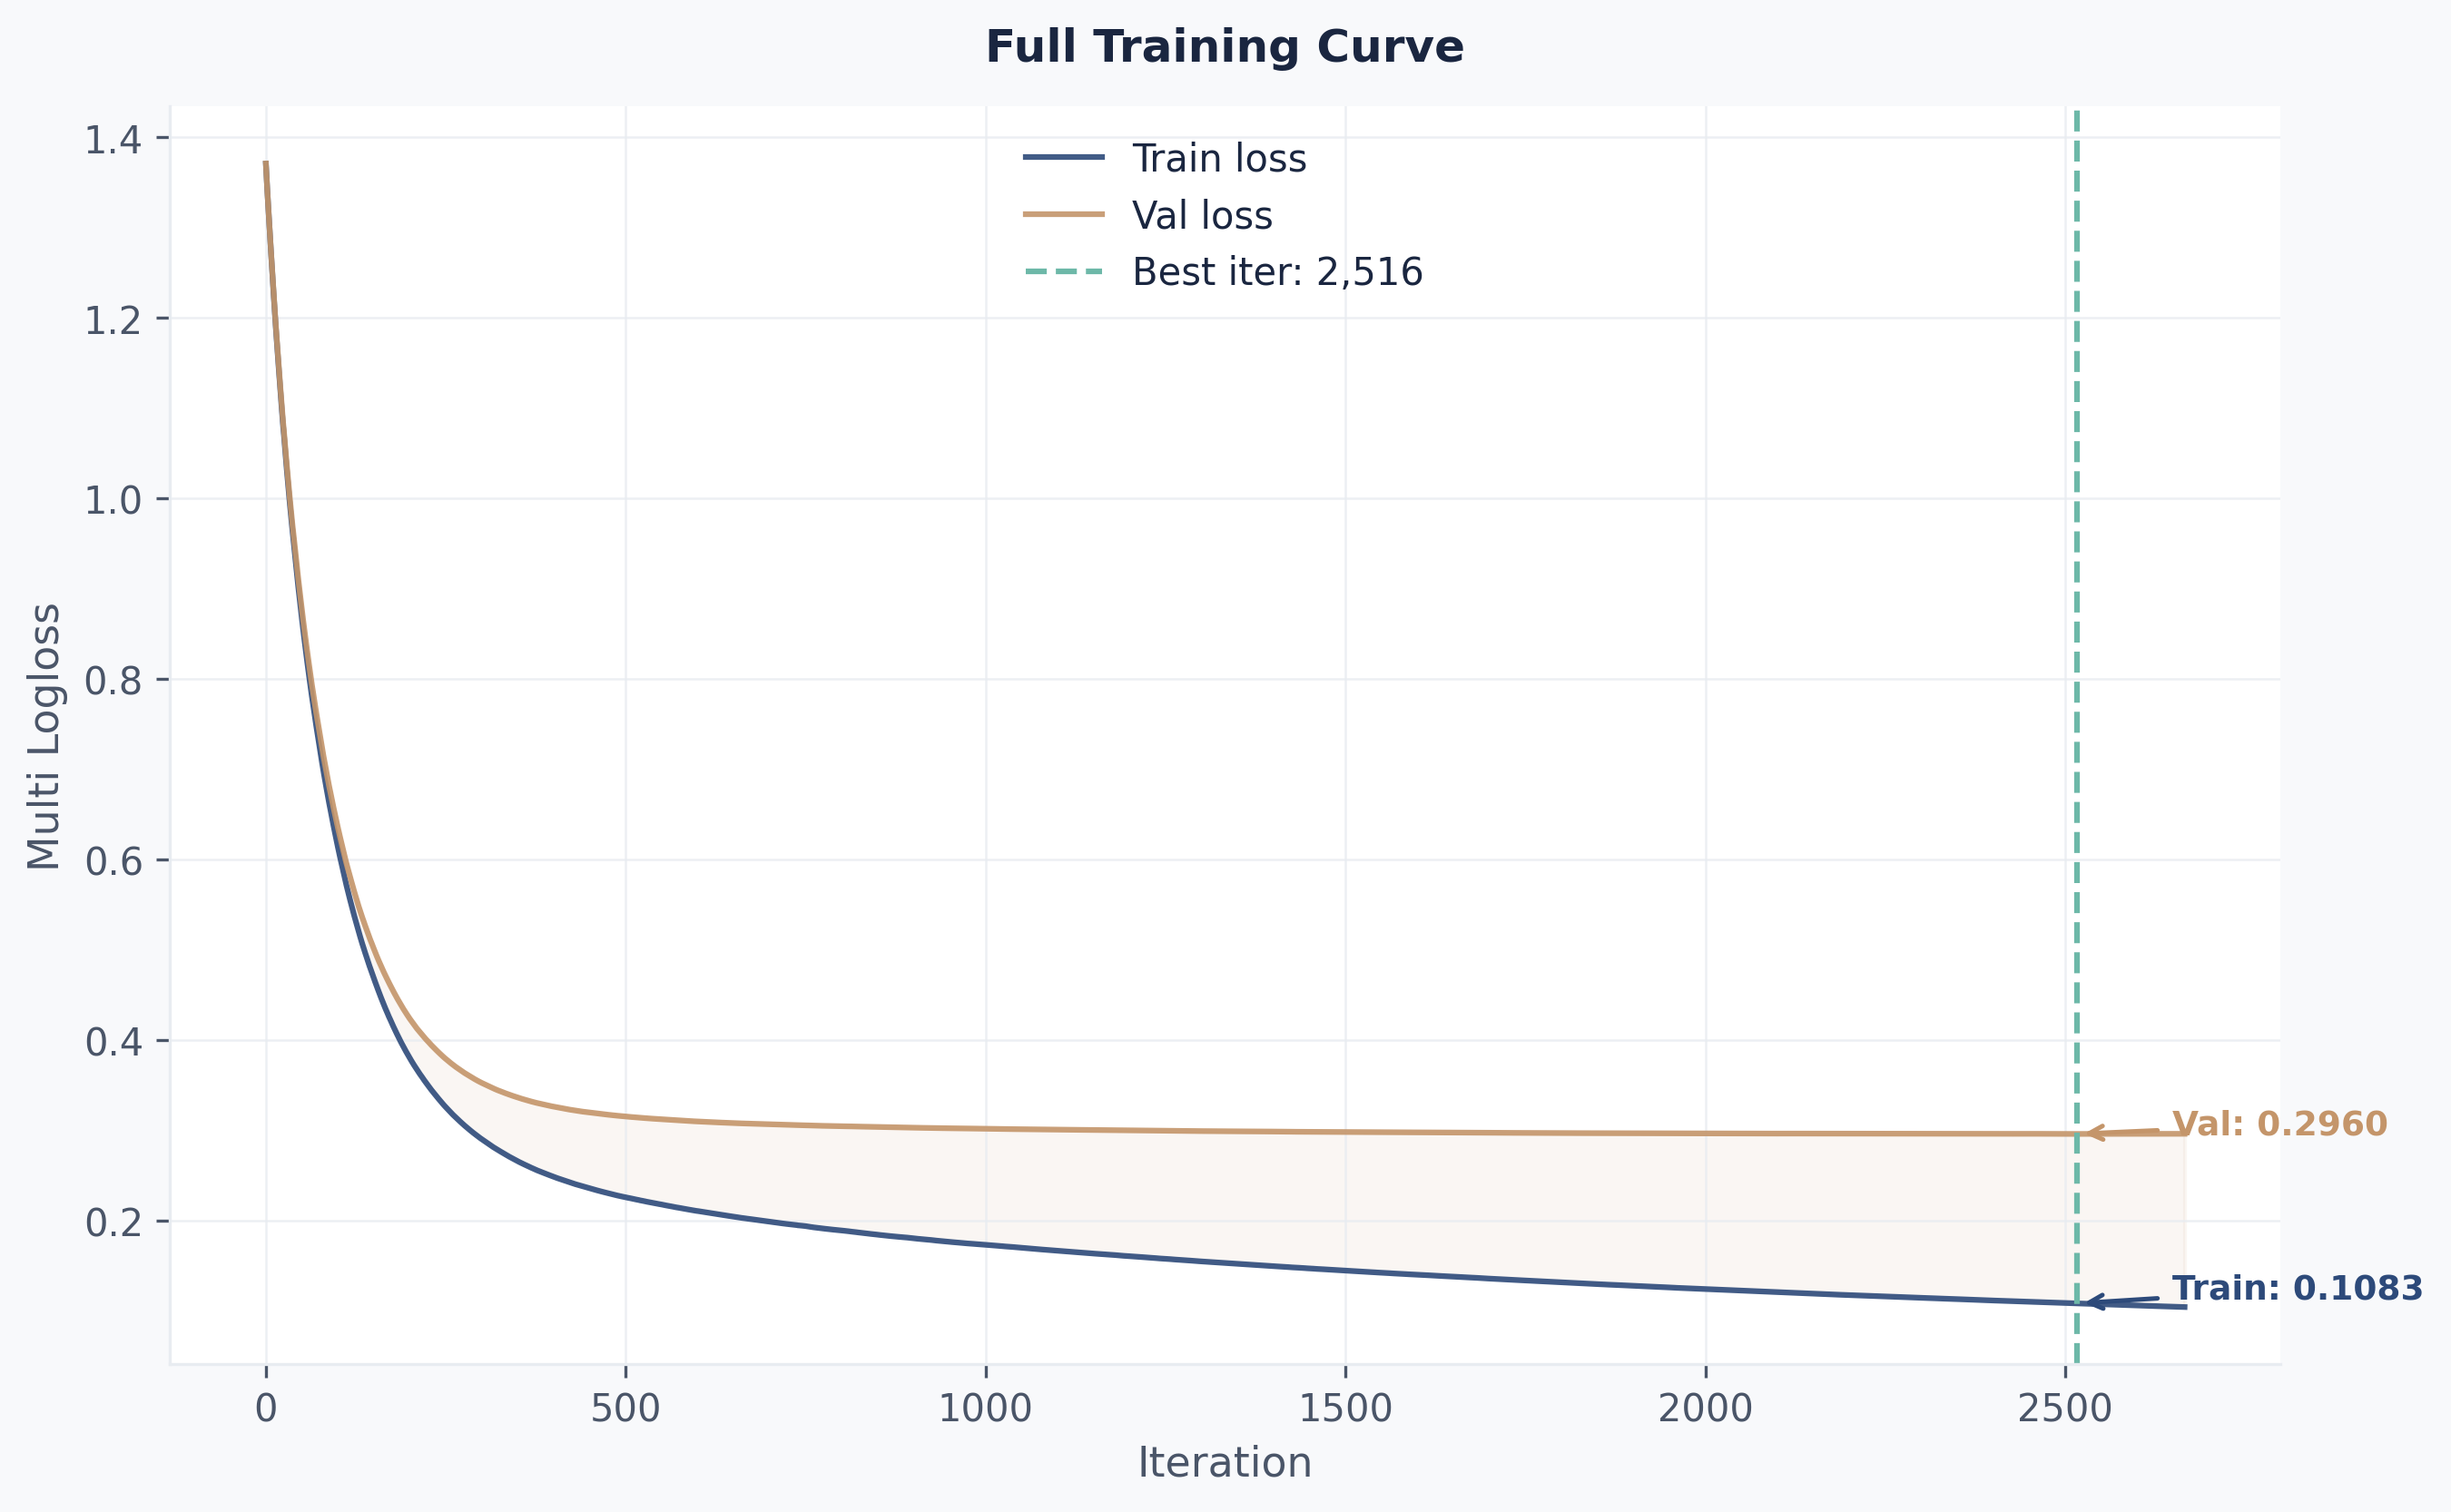 Full Training Curve
Train loss
Val loss
Best iter: 2,516
Multi Logloss
1.4
1.2
1.0
0.8
0.6
0.4
0.2
Val: 0.2960
Train: 0.1083
0 500 1000 1500 2000 2500
Iteration